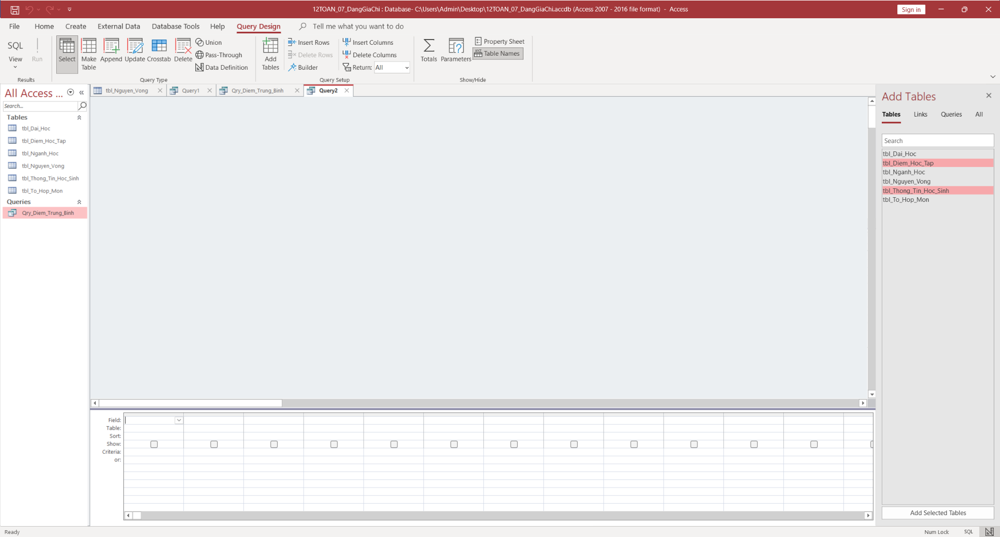 12TOAN_07_DangGiaChi : Database- C:\Users\Admin\Desktop\12TOAN_07_DangGiaChi.accdb (Access 2007 - 2016 file format) - Access
Sign in
File Home Create External Data Database Tools Help Query Design Tell me what you want to do
SQL
View
Run
Results
Select
Make
Table
Append
Update
Crosstab
Delete
Union
Pass-Through
Data Definition
Query Type
Add
Tables
Insert Rows
Delete Rows
Builder
Insert Columns
Delete Columns
Return: All
Query Setup
Totals
Parameters
Property Sheet
XYZ Table Names
Show/Hide
All Access ...
Search...
Tables
tbl_Dai_Hoc
tbl_Diem_Hoc_Tap
tbl_Nganh_Hoc
tbl_Nguyen_Vong
tbl_Thong_Tin_Hoc_Sinh
tbl_To_Hop_Mon
Queries
Qry_Diem_Trung_Binh
tbl_Nguyen_Vong Query1 Qry_Diem_Trung_Binh Query2
Field:
Table:
Sort:
Show:
Criteria:
or:
Add Tables
Tables Links Queries All
Search
tbl_Dai_Hoc
tbl_Diem_Hoc_Tap
tbl_Nganh_Hoc
tbl_Nguyen_Vong
tbl_Thong_Tin_Hoc_Sinh
tbl_To_Hop_Mon
Add Selected Tables
Ready
Num Lock SQL